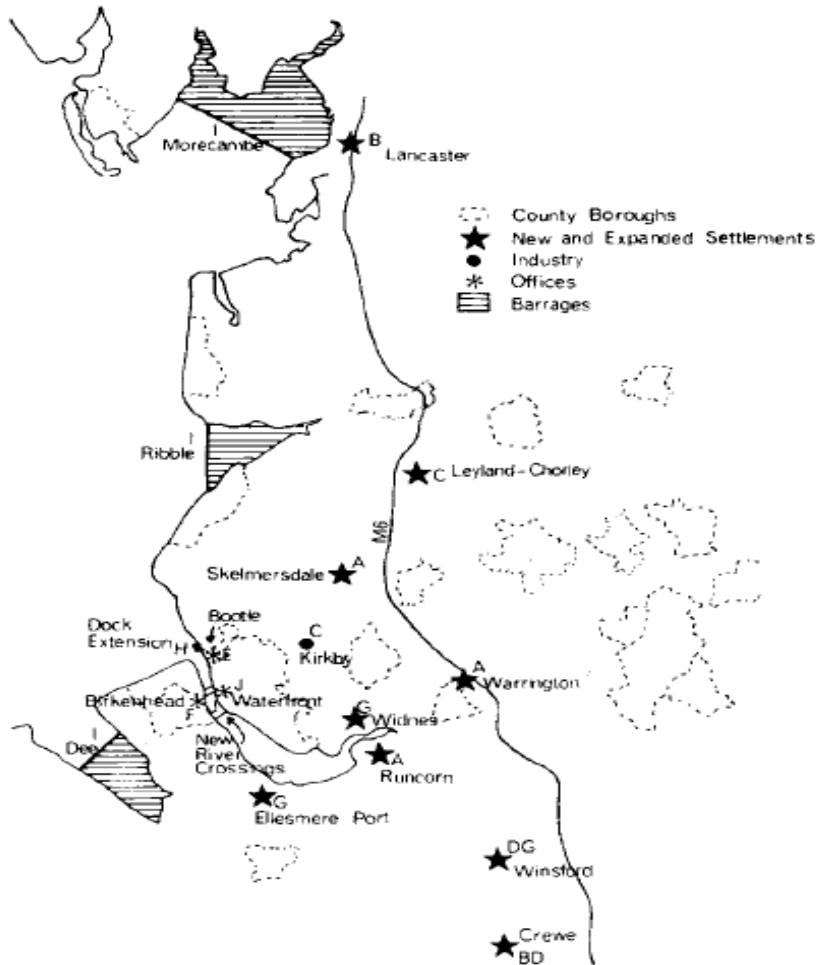 I
Morecambe
B
Lancaster
County Boroughs
New and Expanded Settlements
Industry
Offices
Barrages
I
Ribble
C Leyland-Chorley
M6
Skelmersdale A
Bootle
Dock
Extension H
E
C
Kirkby
A
Warrington
Birkenhead
F
J
Waterfront
G
Widnes
I
Dee
New
River
Crossings
A
Runcorn
G
Ellesmere Port
DG
Winsford
Crewe
BD